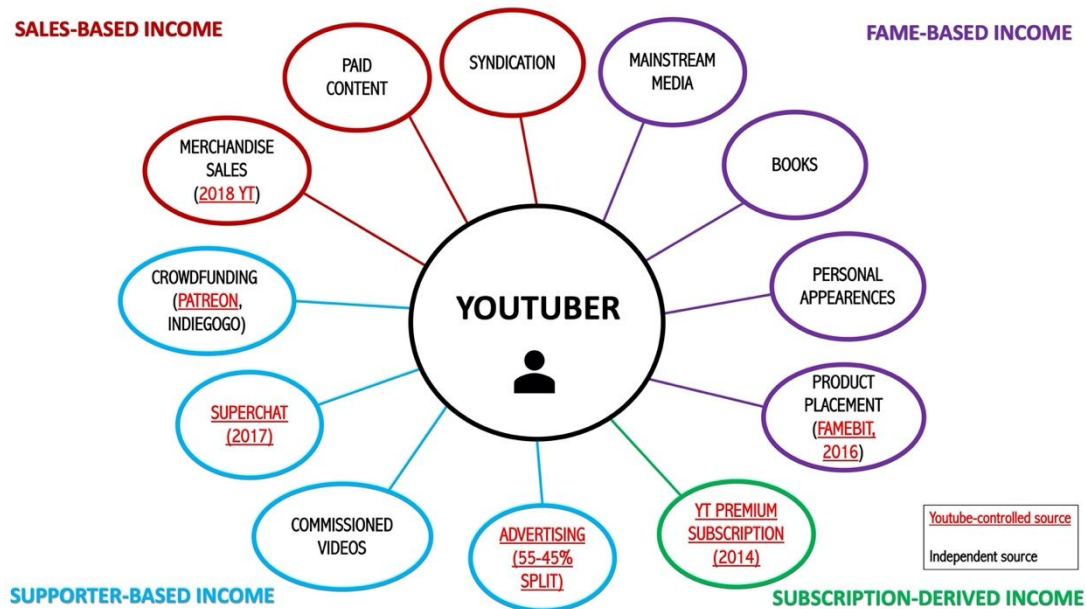 SALES-BASED INCOME
FAME-BASED INCOME
PAID
CONTENT
SYNDICATION
MAINSTREAM
MEDIA
MERCHANDISE
SALES
(2018 YT)
BOOKS
CROWDFUNDING
(PATREON,
INDIEGOGO)
YOUTUBER
PERSONAL
APPEARENCES
SUPERCHAT
(2017)
PRODUCT
PLACEMENT
(FAMEBIT,
2016)
COMMISSIONED
VIDEOS
ADVERTISING
(55-45%
SPLIT)
YT PREMIUM
SUBSCRIPTION
(2014)
Youtube-controlled source
Independent source
SUPPORTER-BASED INCOME
SUBSCRIPTION-DERIVED INCOME